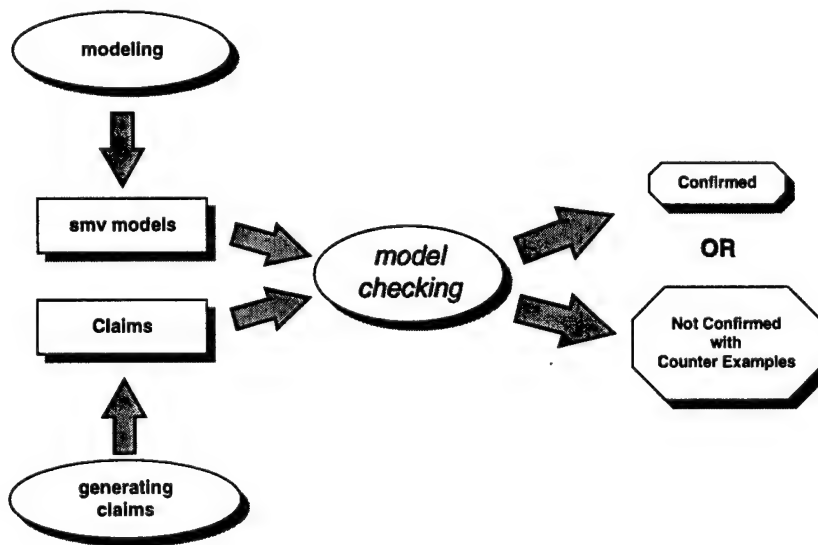 modeling
smv models
Claims
generating
claims
model
checking
Confirmed
OR
Not Confirmed
with
Counter Examples